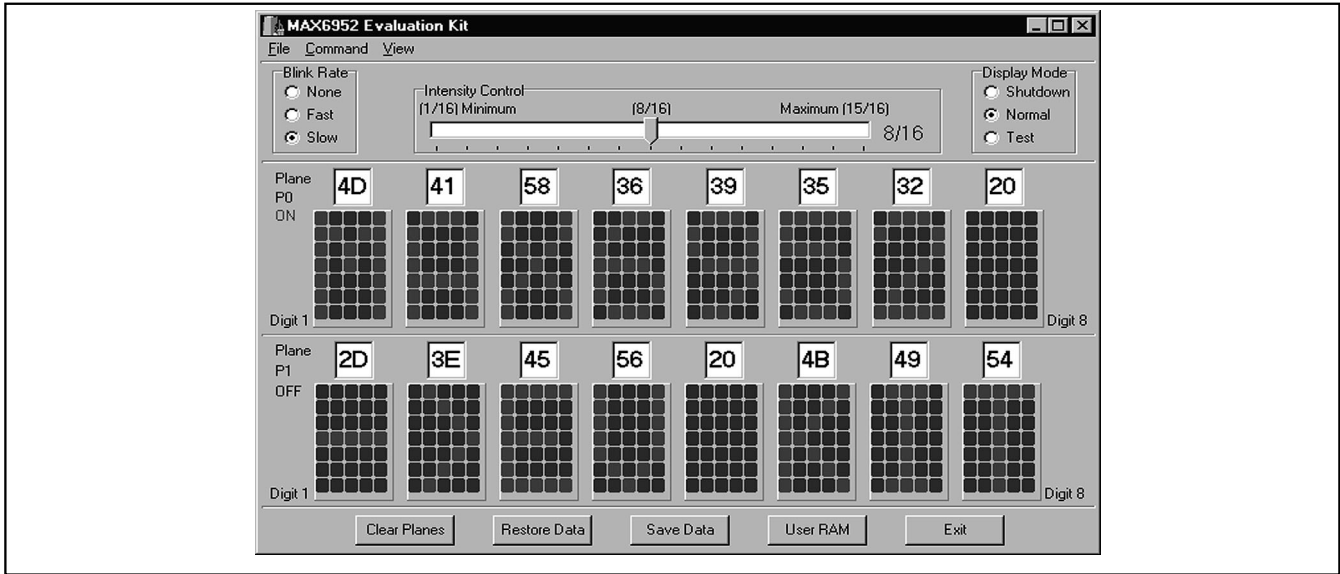 MAX6952 Evaluation Kit
File Command View
Blink Rate
None
Fast
Slow
Intensity Control
(1/16) Minimum (8/16) Maximum (15/16)
8/16
Display Mode
Shutdown
Normal
Test
Plane
P0
ON
4D 41 58 36 39 35 32 20
Digit 1 Digit 8
Plane
P1
OFF
2D 3E 45 56 20 4B 49 54
Digit 1 Digit 8
Clear Planes Restore Data Save Data User RAM Exit